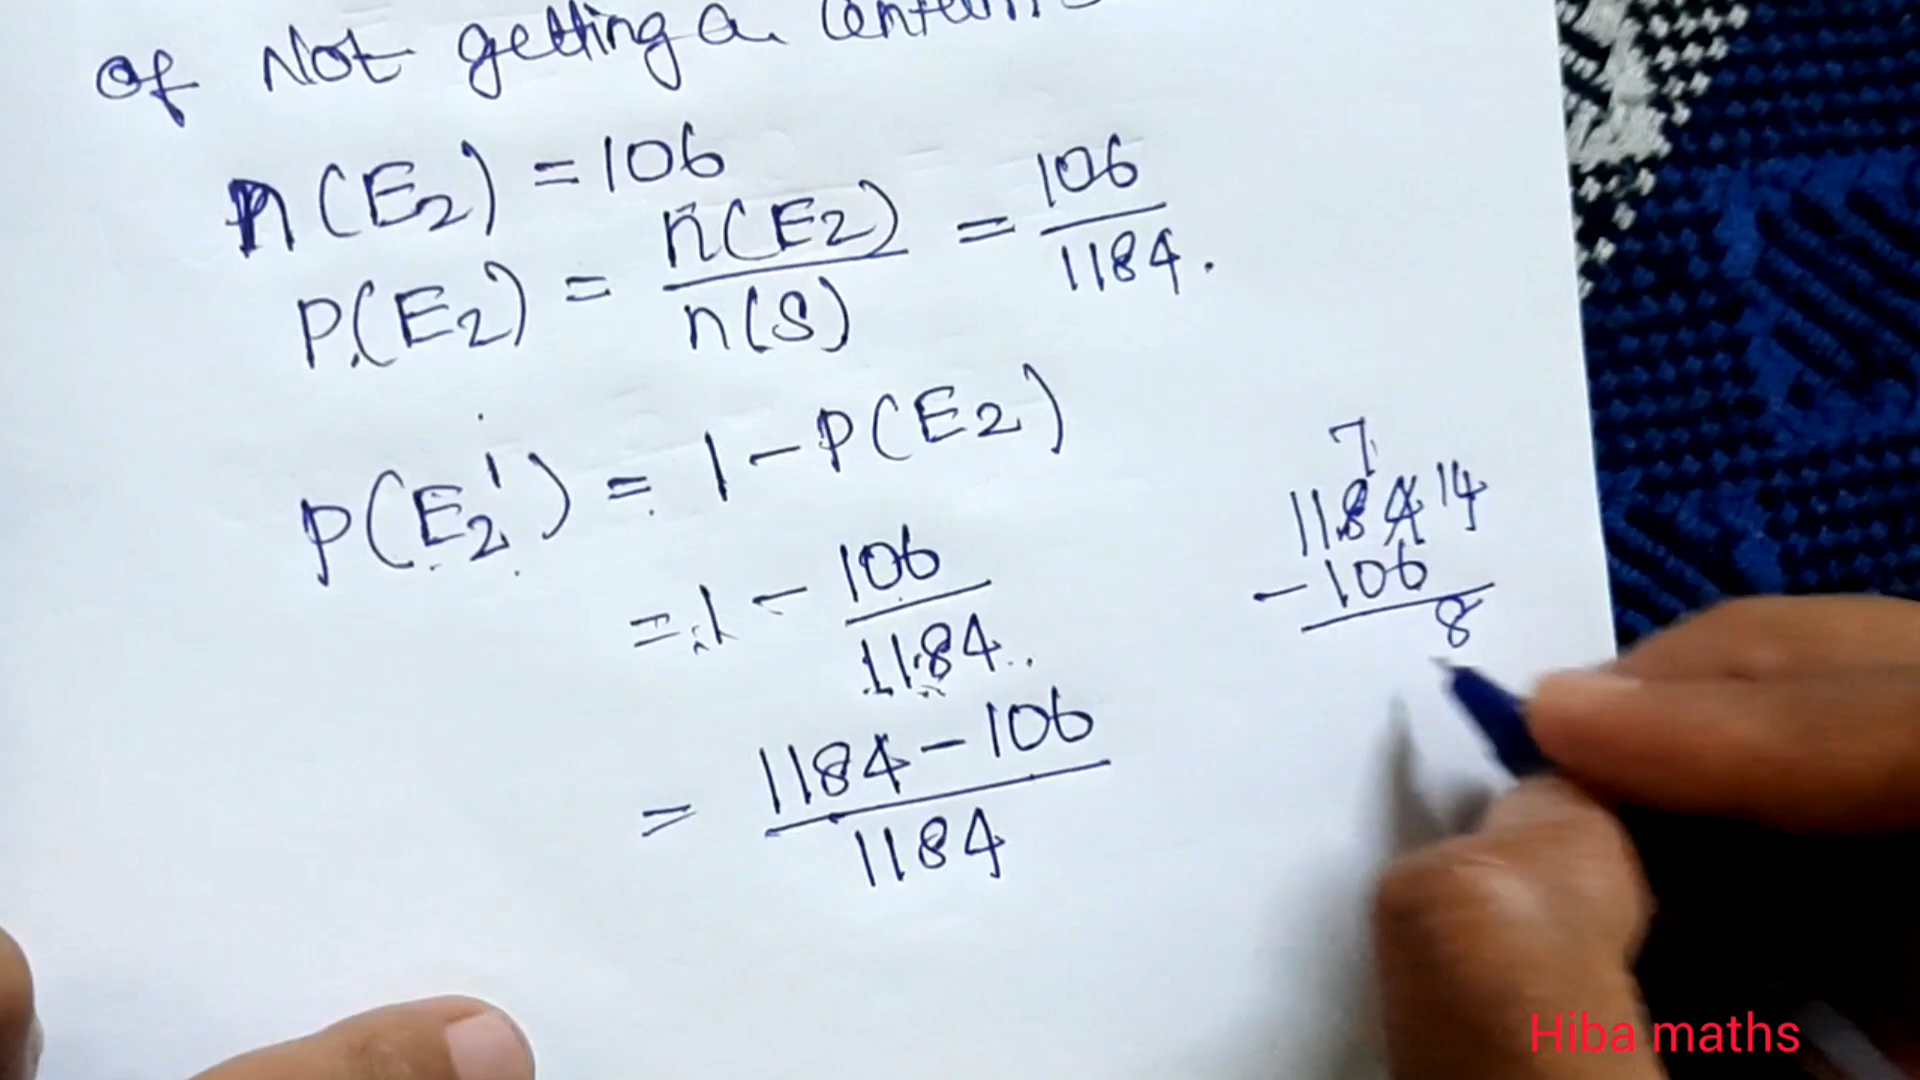 of Not getting a
n(E2) = 106
P(E2) = n(E2) / n(S) = 106 / 1184.
P(E2') = 1 - P(E2)
= 1 - 106 / 1184
= 1184 - 106 / 1184
7
1184 14
- 106
8
Hiba maths